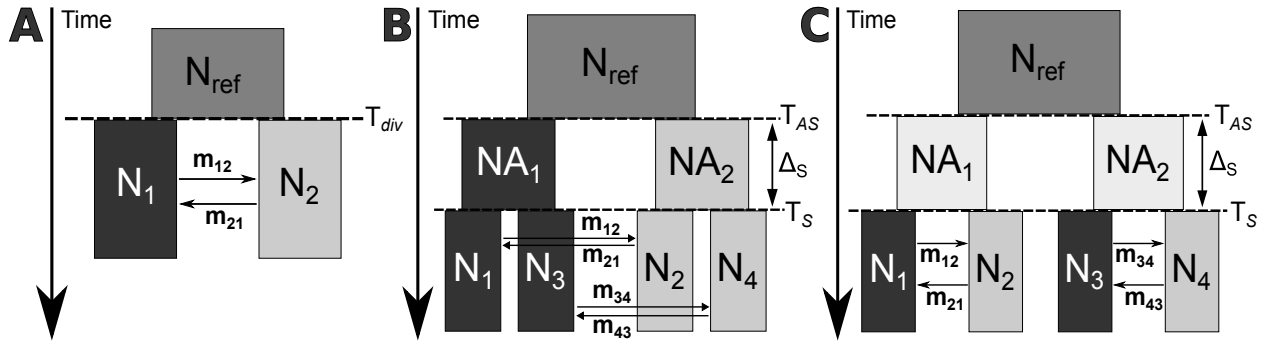 A
Time
N_ref
T_div
N_1
m_12
m_21
N_2
B
Time
N_ref
T_AS
NA_1
NA_2
Δ_S
T_S
N_1
N_3
m_12
m_21
N_2
N_4
m_34
m_43
C
Time
N_ref
T_AS
NA_1
NA_2
Δ_S
T_S
N_1
m_12
m_21
N_2
N_3
m_34
m_43
N_4